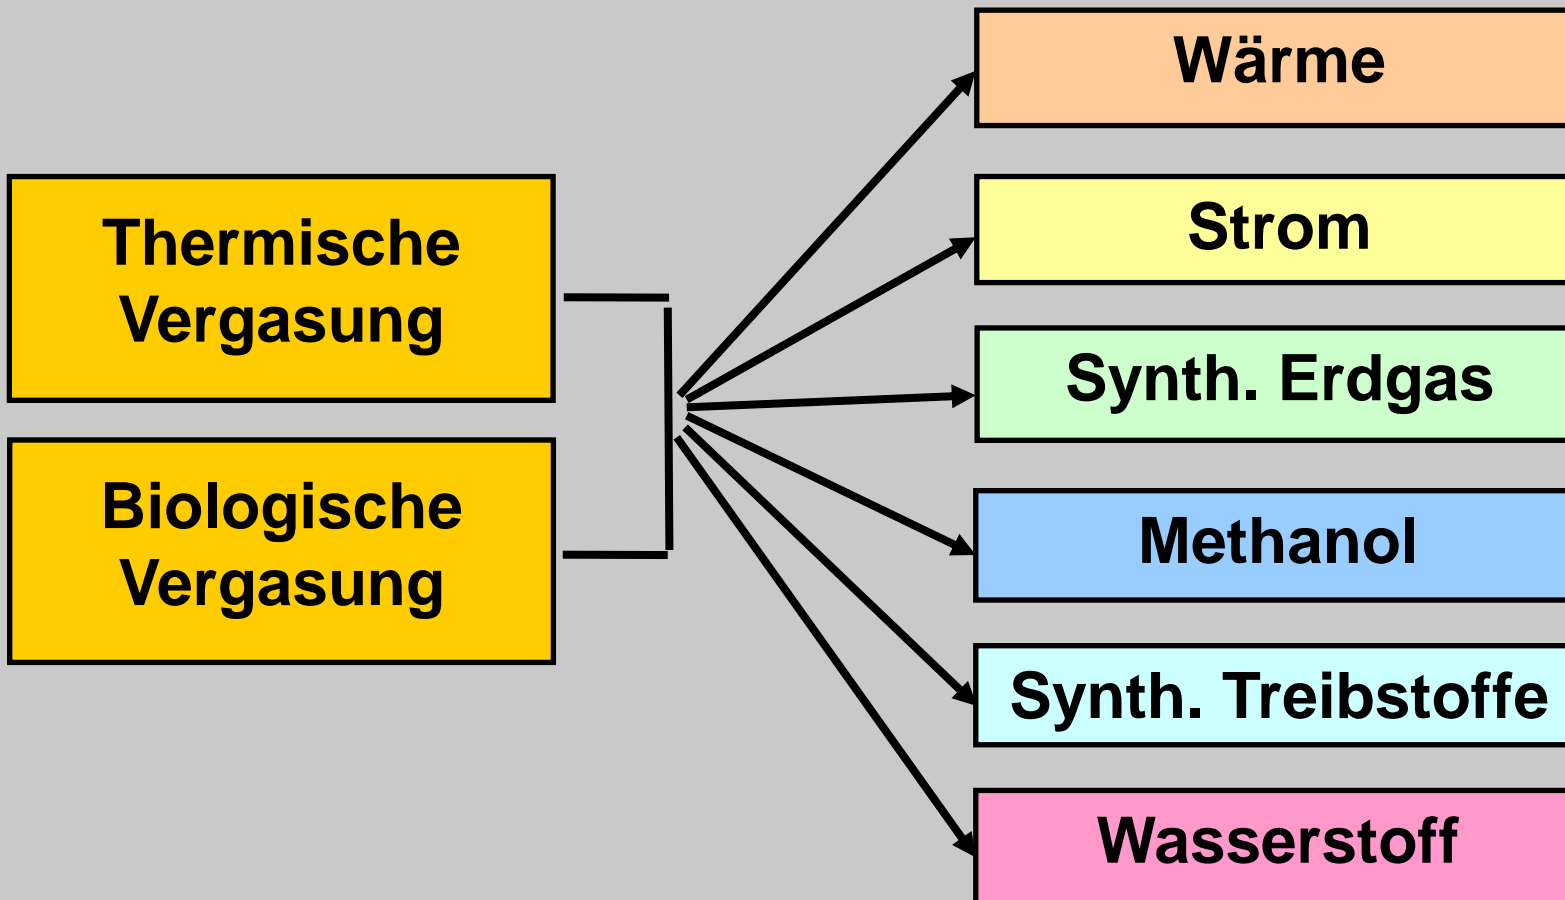 Thermische
Vergasung
Biologische
Vergasung
Wärme
Strom
Synth. Erdgas
Methanol
Synth. Treibstoffe
Wasserstoff